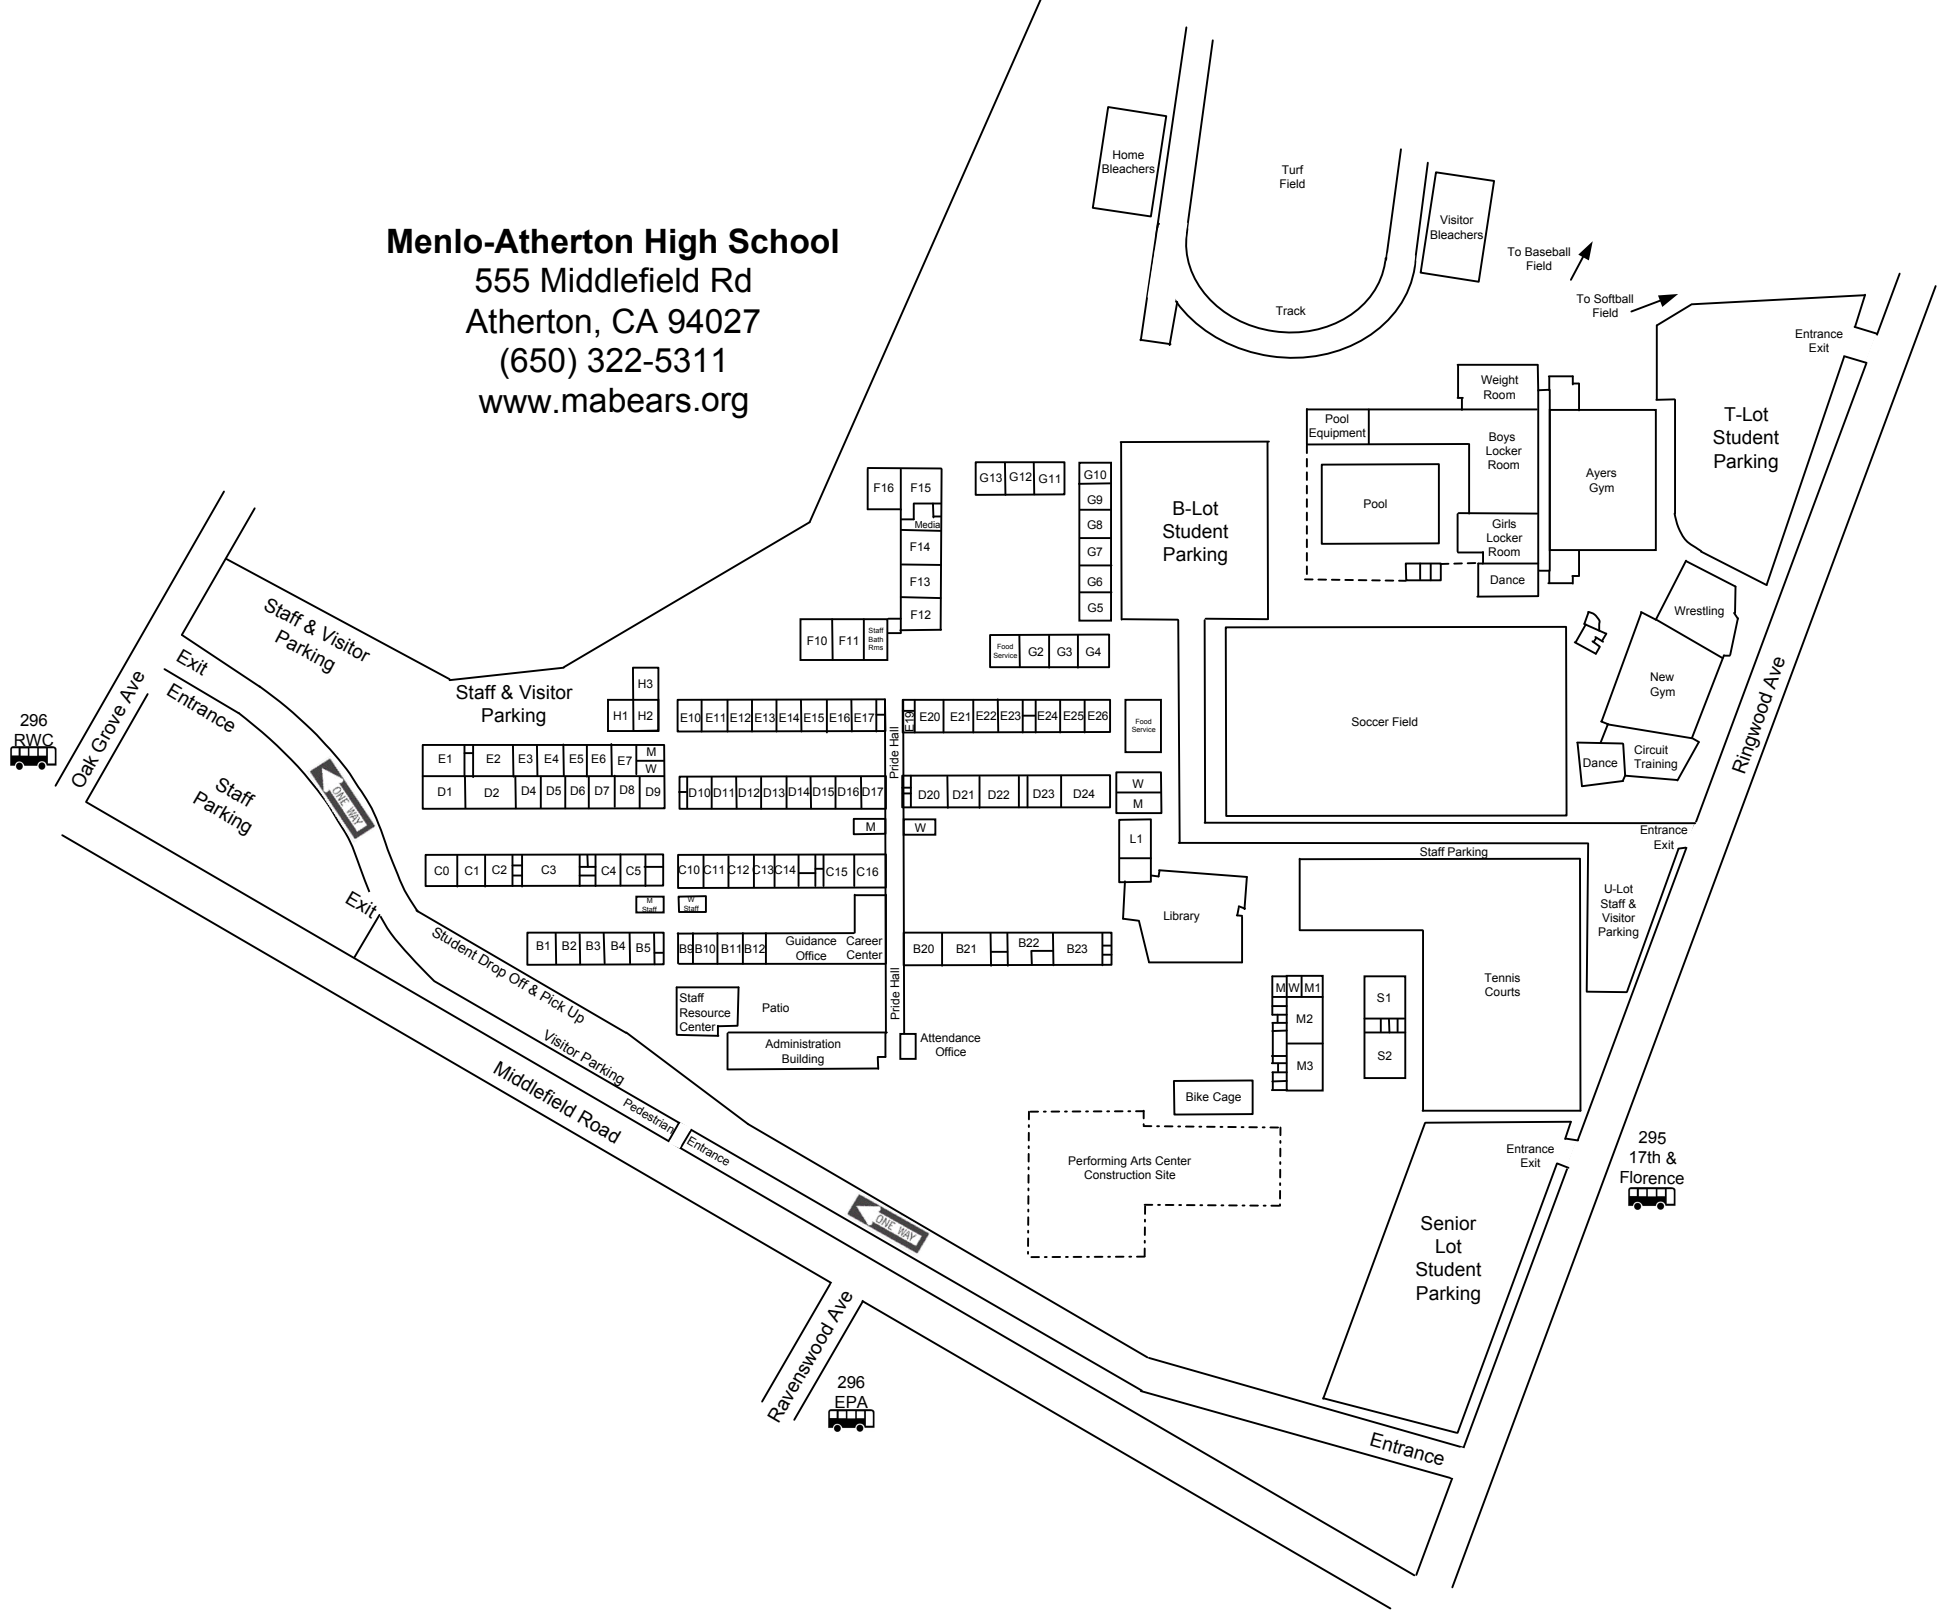 Menlo-Atherton High School
555 Middlefield Rd
Atherton, CA 94027
(650) 322-5311
www.mabears.org
Home
Bleachers
Turf
Field
Visitor
Bleachers
Track
To Baseball
Field
To Softball
Field
Entrance
Exit
T-Lot
Student
Parking
Weight
Room
Pool
Equipment
Boys
Locker
Room
Ayers
Gym
Pool
Girls
Locker
Room
Dance
B-Lot
Student
Parking
G13 G12 G11
G10
G9
G8
G7
G6
G5
F16 F15
Media
F14
F13
F12
F10 F11
Staff
Bath
Rms
Food
Service
G2 G3 G4
Wrestling
New
Gym
Circuit
Training
Dance
Soccer Field
Ringwood Ave
Staff & Visitor
Parking
Exit
Entrance
Oak Grove Ave
296
RWC
Staff
Parking
ONE WAY
Staff & Visitor
Parking
H3
H1 H2
E10 E11 E12 E13 E14 E15 E16 E17
Pride Hall
E19 E20 E21 E22 E23 E24 E25 E26
Food
Service
E1 E2 E3 E4 E5 E6 E7
M
W
D1 D2 D4 D5 D6 D7 D8 D9
D10 D11 D12 D13 D14 D15 D16 D17
D20 D21 D22 D23 D24
W
M
M
W
L1
Entrance
Exit
Staff Parking
C0 C1 C2 C3 C4 C5
C10 C11 C12 C13 C14 C15 C16
M
Staff
W
Staff
Library
U-Lot
Staff &
Visitor
Parking
Exit
B1 B2 B3 B4 B5
B9 B10 B11 B12
Guidance
Office
Career
Center
B20 B21 B22 B23
Student Drop Off & Pick Up
Pride Hall
Staff
Resource
Center
Patio
Administration
Building
Attendance
Office
M W M1
M2
M3
S1
S2
Tennis
Courts
Visitor Parking
Middlefield Road
Pedestrian
Entrance
Bike Cage
Performing Arts Center
Construction Site
Entrance
Exit
295
17th &
Florence
ONE WAY
Senior
Lot
Student
Parking
Ravenswood Ave
296
EPA
Entrance